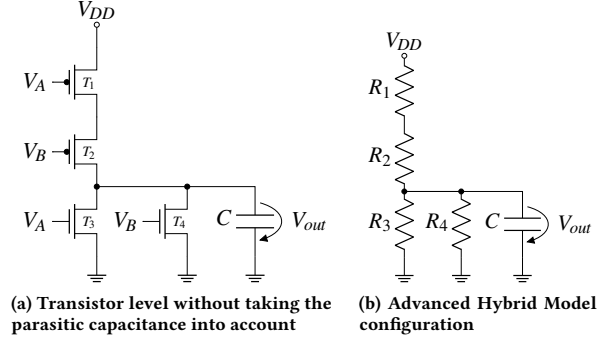 V_DD
V_A T_1
V_B T_2
V_A T_3 V_B T_4 C V_out
(a) Transistor level without taking the
parasitic capacitance into account
V_DD
R_1
R_2
R_3 R_4 C V_out
(b) Advanced Hybrid Model
configuration